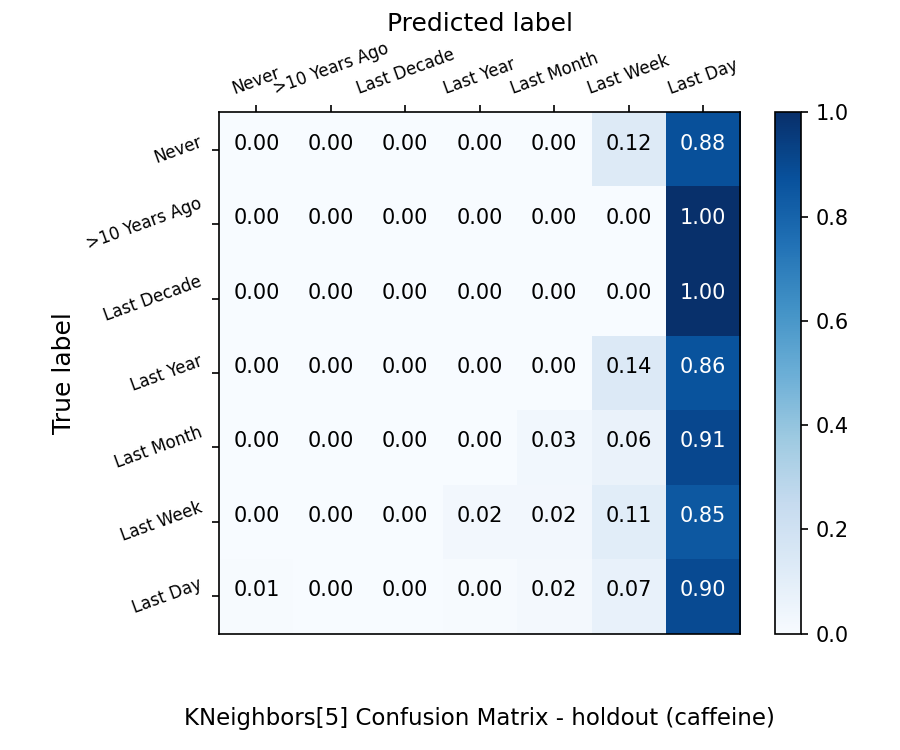 Predicted label
Never >10 Years Ago Last Decade Last Year Last Month Last Week Last Day
True label
Never 0.00 0.00 0.00 0.00 0.00 0.12 0.88
>10 Years Ago 0.00 0.00 0.00 0.00 0.00 0.00 1.00
Last Decade 0.00 0.00 0.00 0.00 0.00 0.00 1.00
Last Year 0.00 0.00 0.00 0.00 0.00 0.14 0.86
Last Month 0.00 0.00 0.00 0.00 0.03 0.06 0.91
Last Week 0.00 0.00 0.00 0.02 0.02 0.11 0.85
Last Day 0.01 0.00 0.00 0.00 0.02 0.07 0.90
1.0
0.8
0.6
0.4
0.2
0.0
KNeighbors[5] Confusion Matrix - holdout (caffeine)